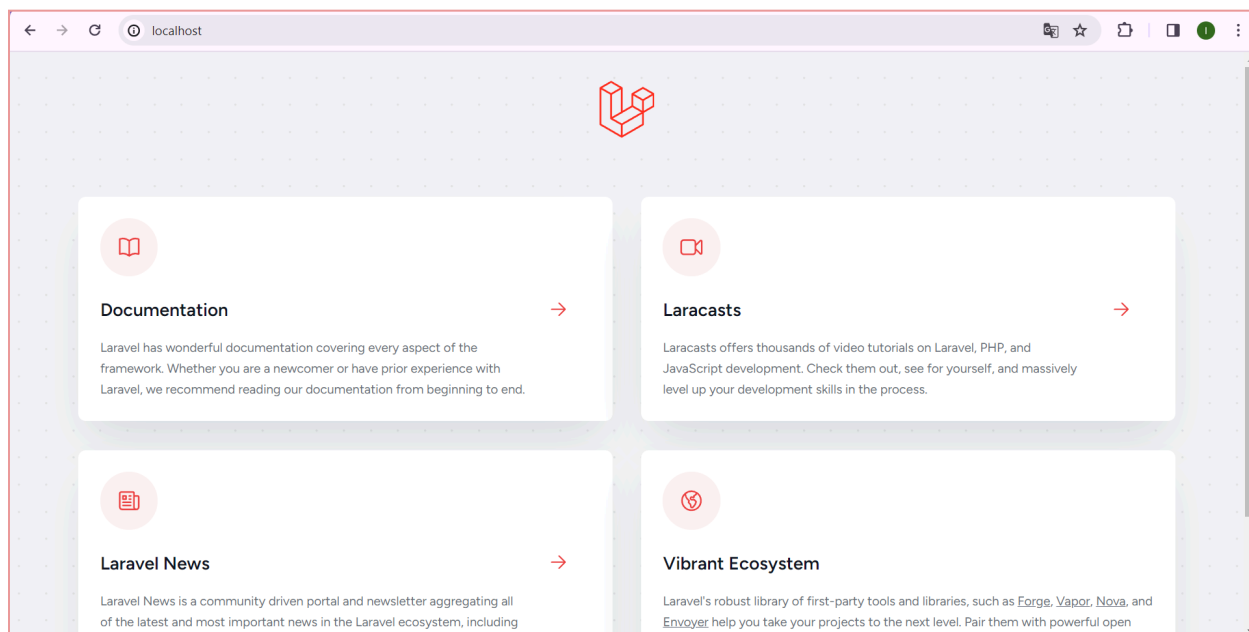 localhost
I
Documentation
Laravel has wonderful documentation covering every aspect of the
framework. Whether you are a newcomer or have prior experience with
Laravel, we recommend reading our documentation from beginning to end.
Laracasts
Laracasts offers thousands of video tutorials on Laravel, PHP, and
JavaScript development. Check them out, see for yourself, and massively
level up your development skills in the process.
Laravel News
Laravel News is a community driven portal and newsletter aggregating all
of the latest and most important news in the Laravel ecosystem, including
Vibrant Ecosystem
Laravel's robust library of first-party tools and libraries, such as Forge, Vapor, Nova, and
Envoyer help you take your projects to the next level. Pair them with powerful open